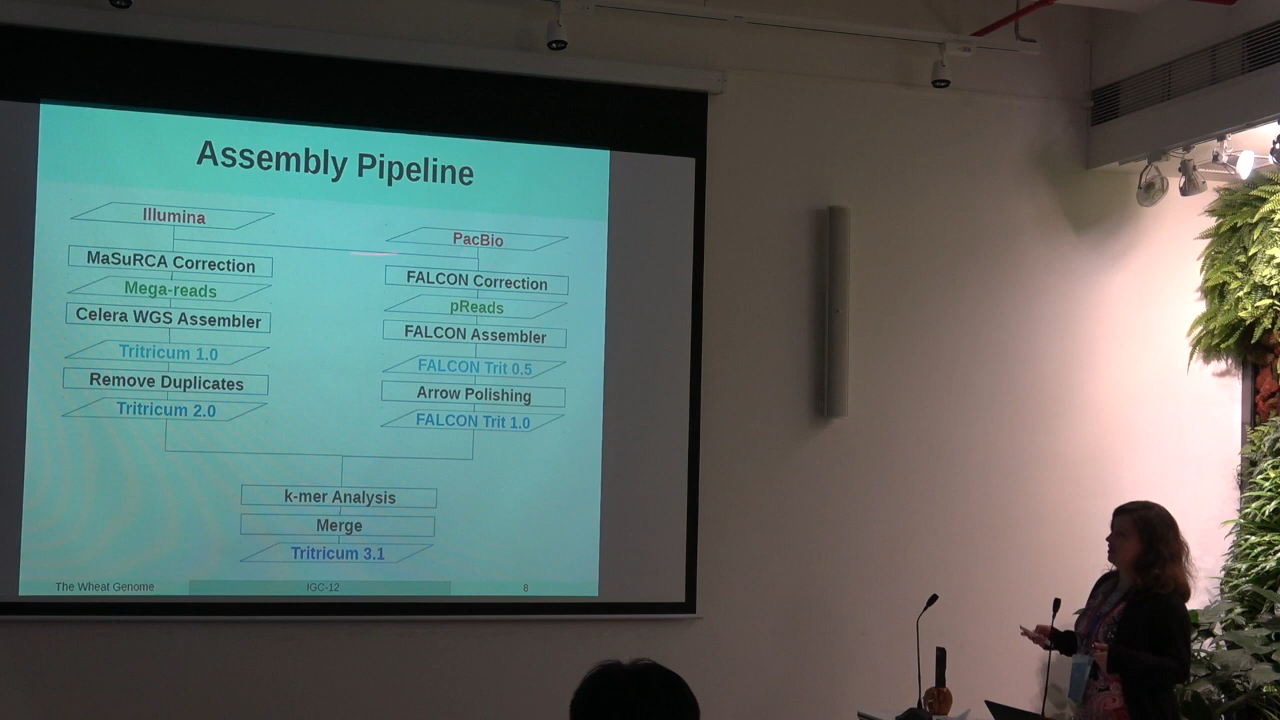 Assembly Pipeline
Illumina
MaSuRCA Correction
Mega-reads
Celera WGS Assembler
Tritricum 1.0
Remove Duplicates
Tritricum 2.0
PacBio
FALCON Correction
pReads
FALCON Assembler
FALCON Trit 0.5
Arrow Polishing
FALCON Trit 1.0
k-mer Analysis
Merge
Tritricum 3.1
The Wheat Genome
IGC-12
8